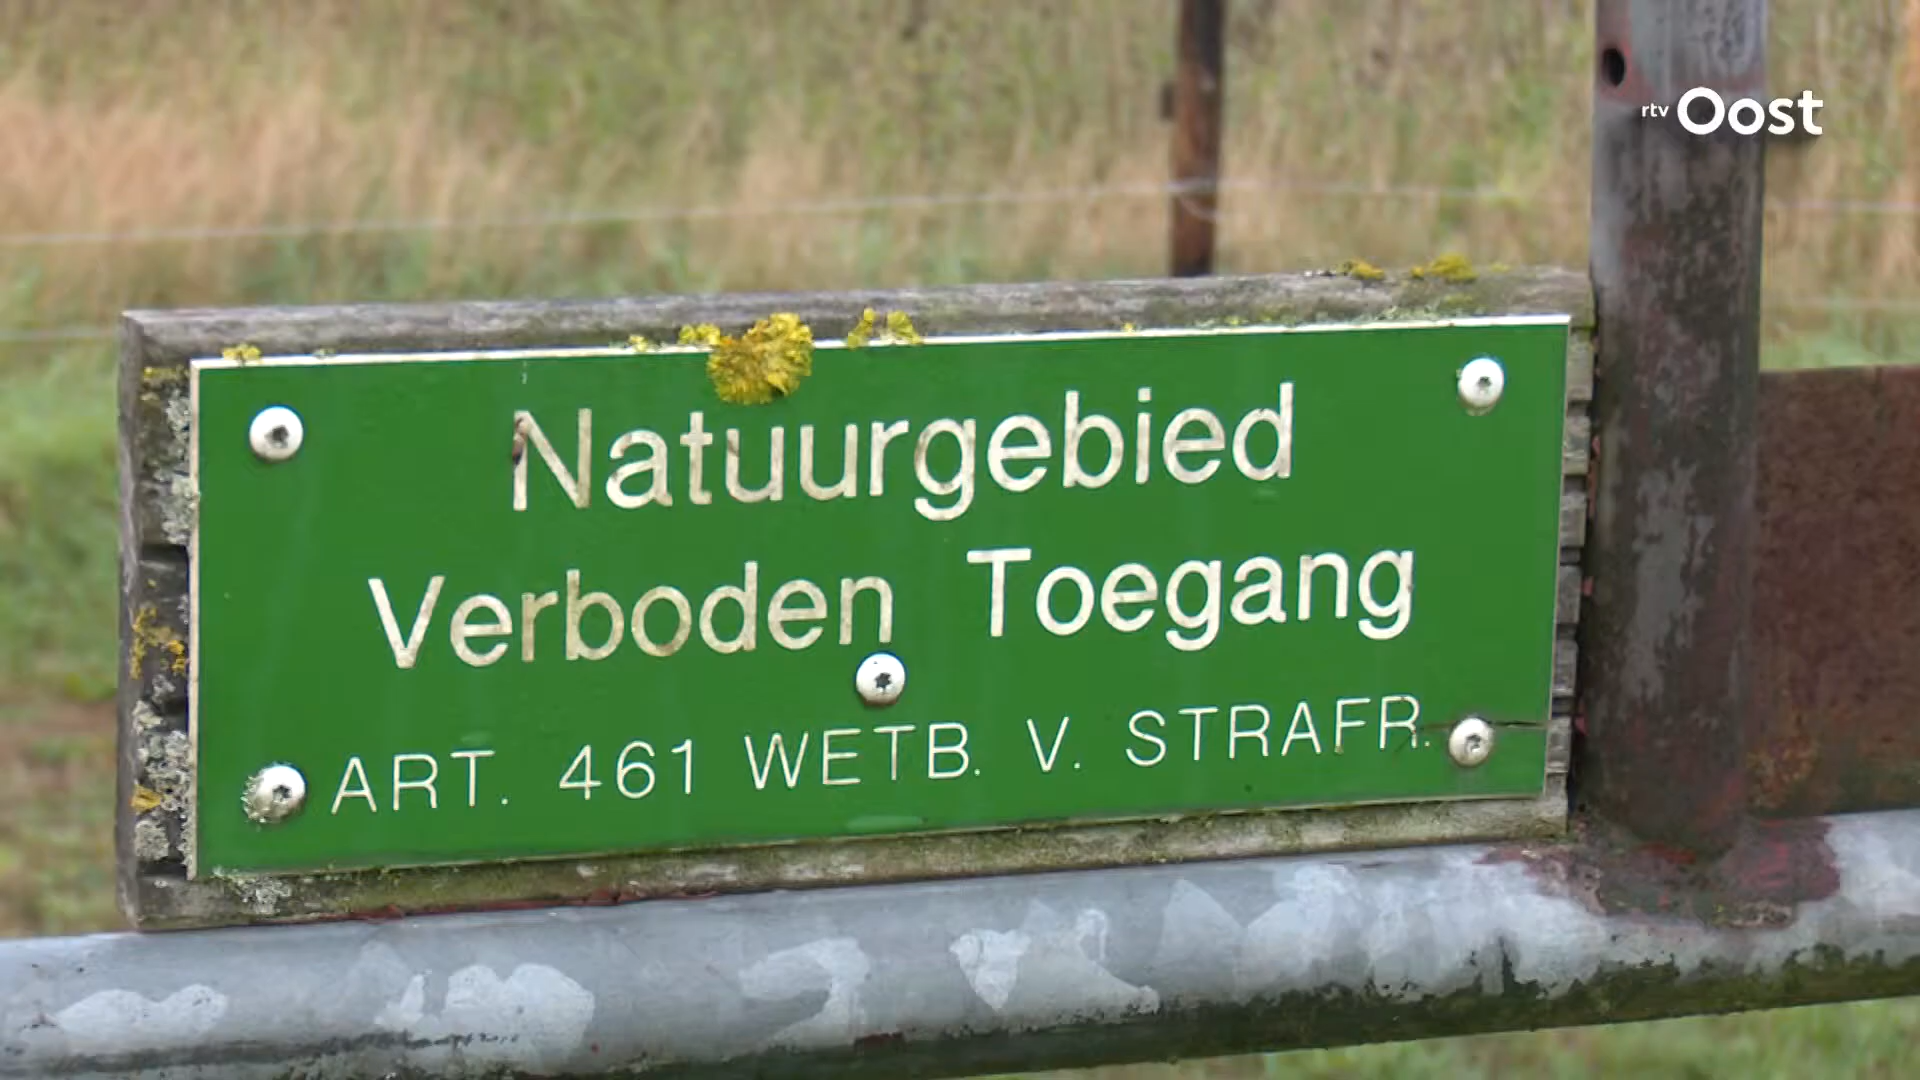 rtv Oost
Natuurgebied
Verboden Toegang
ART. 461 WETB. V. STRAFR.